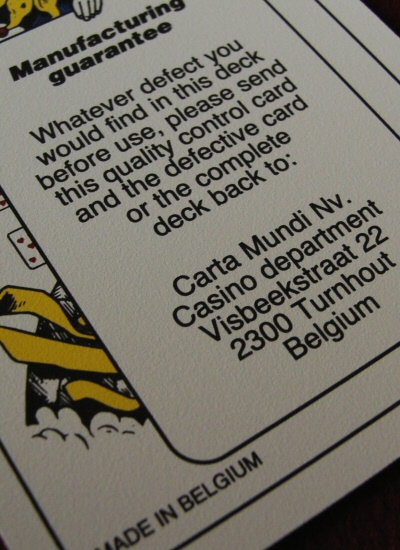 Manufacturing
guarantee
Whatever defect you
would find in this deck
before use, please send
this quality control card
and the defective card
or the complete
deck back to:
Carta Mundi Nv.
Casino department
Visbeekstraat 22
2300 Turnhout
Belgium
MADE IN BELGIUM